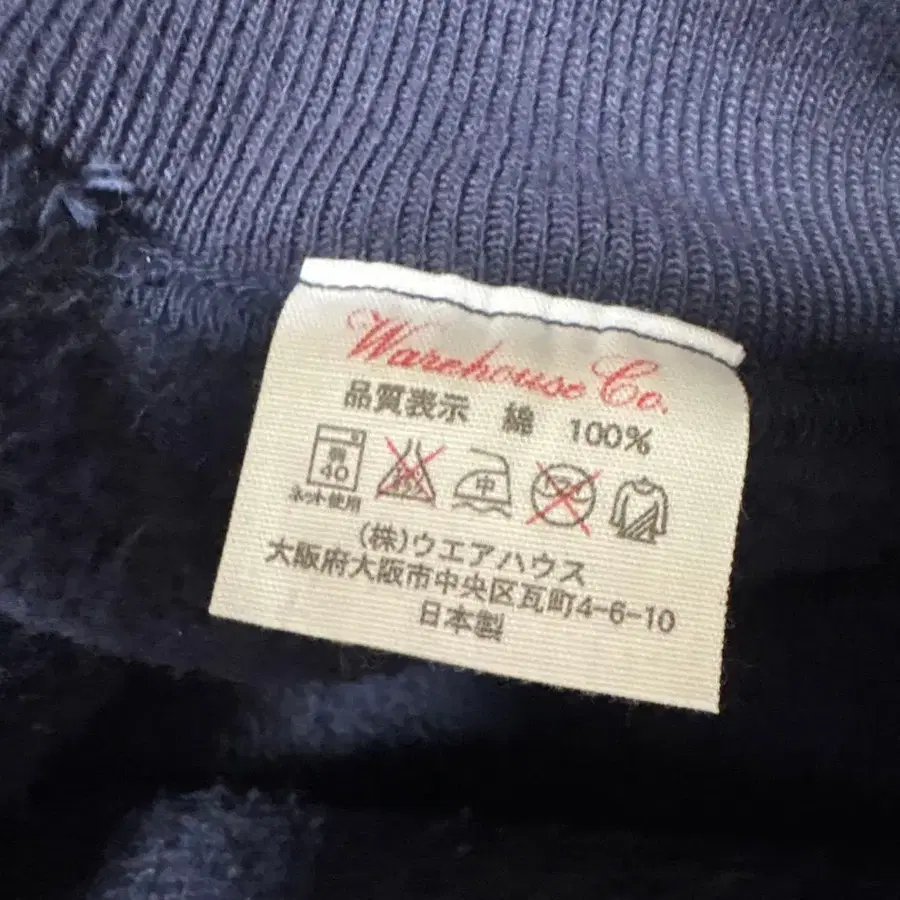 Warehouse Co.
品質表示 綿 100%
弱
40
中
ネット使用
(株)ウエアハウス
大阪府大阪市中央区瓦町4-6-10
日本製